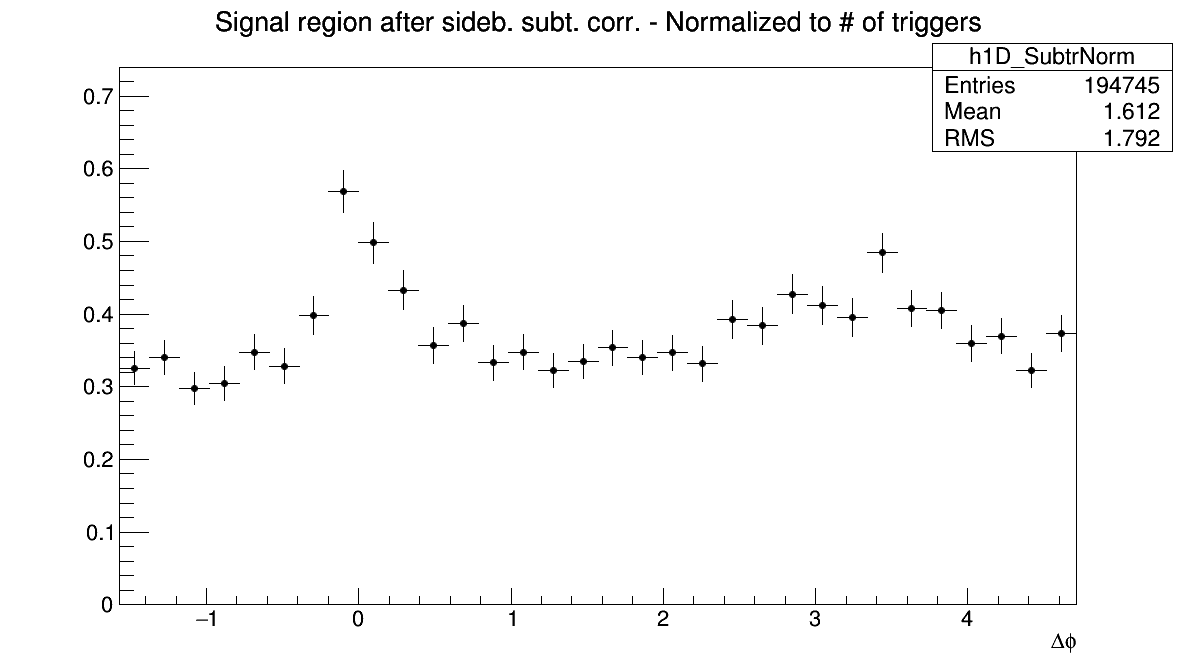 Signal region after sideb. subt. corr. - Normalized to # of triggers
h1D_SubtrNorm
Entries 194745
Mean 1.612
RMS 1.792
0.7
0.6
0.5
0.4
0.3
0.2
0.1
0
−1 0 1 2 3 4
Δϕ